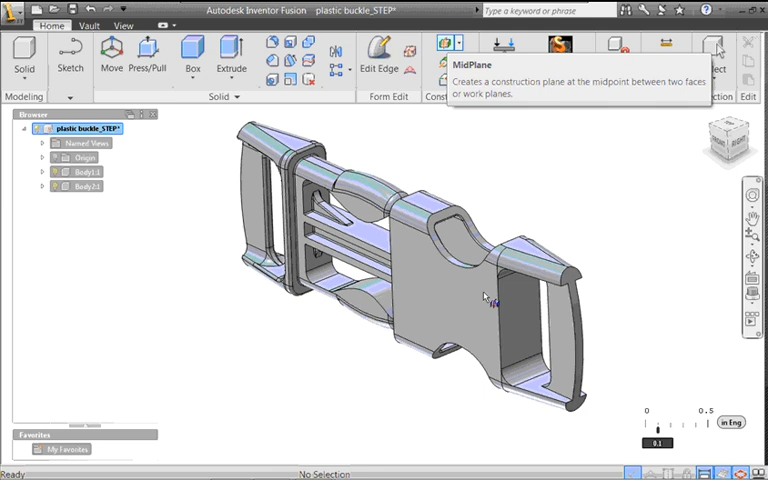 Autodesk Inventor Fusion plastic buckle_STEP*
Type a keyword or phrase
Home Vault View
Solid Sketch Move Press/Pull Box Extrude Edit Edge
Modeling Solid Form Edit Edit
MidPlane
Creates a construction plane at the midpoint between two faces
or work planes.
Browser
plastic buckle_STEP*
Named Views
Origin
Body1:1
Body2:1
FRONT RIGHT
0 0.5
in Eng
0.1
Favorites
My Favorites
Ready No Selection